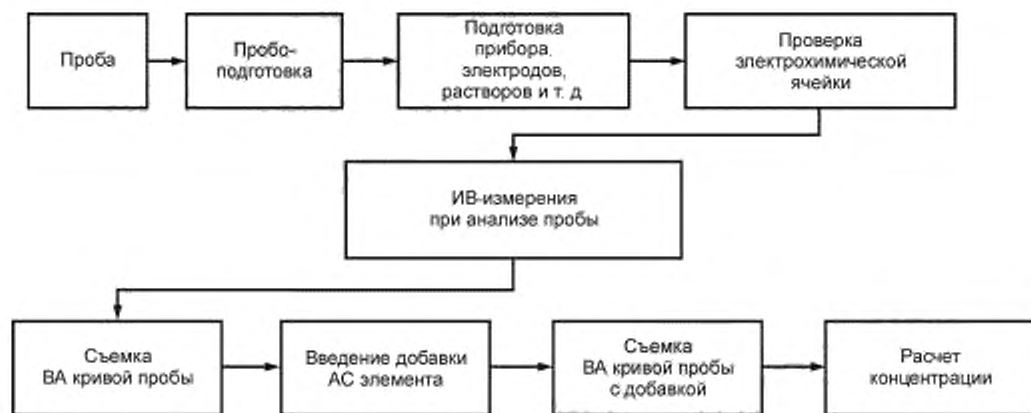 Проба
Пробо-
подготовка
Подготовка
прибора,
электродов,
растворов и т. д
Проверка
электрохимической
ячейки
ИВ-измерения
при анализе пробы
Съемка
ВА кривой пробы
Введение добавки
АС элемента
Съемка
ВА кривой пробы
с добавкой
Расчет
концентрации